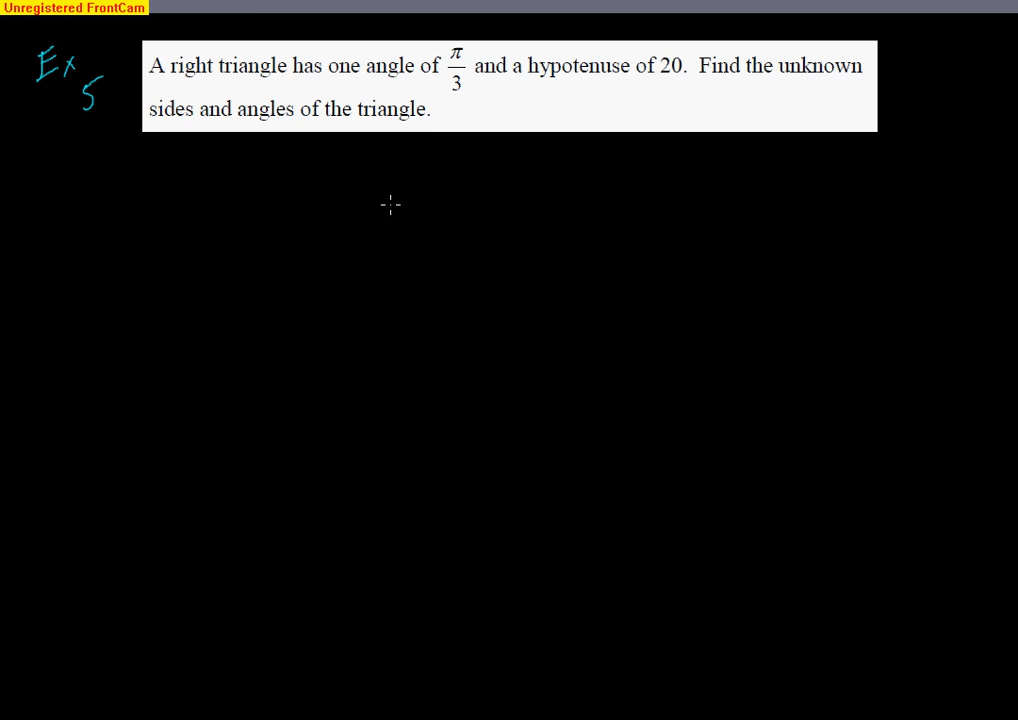 Unregistered FrontCam
Ex 5
A right triangle has one angle of π/3 and a hypotenuse of 20. Find the unknown
sides and angles of the triangle.